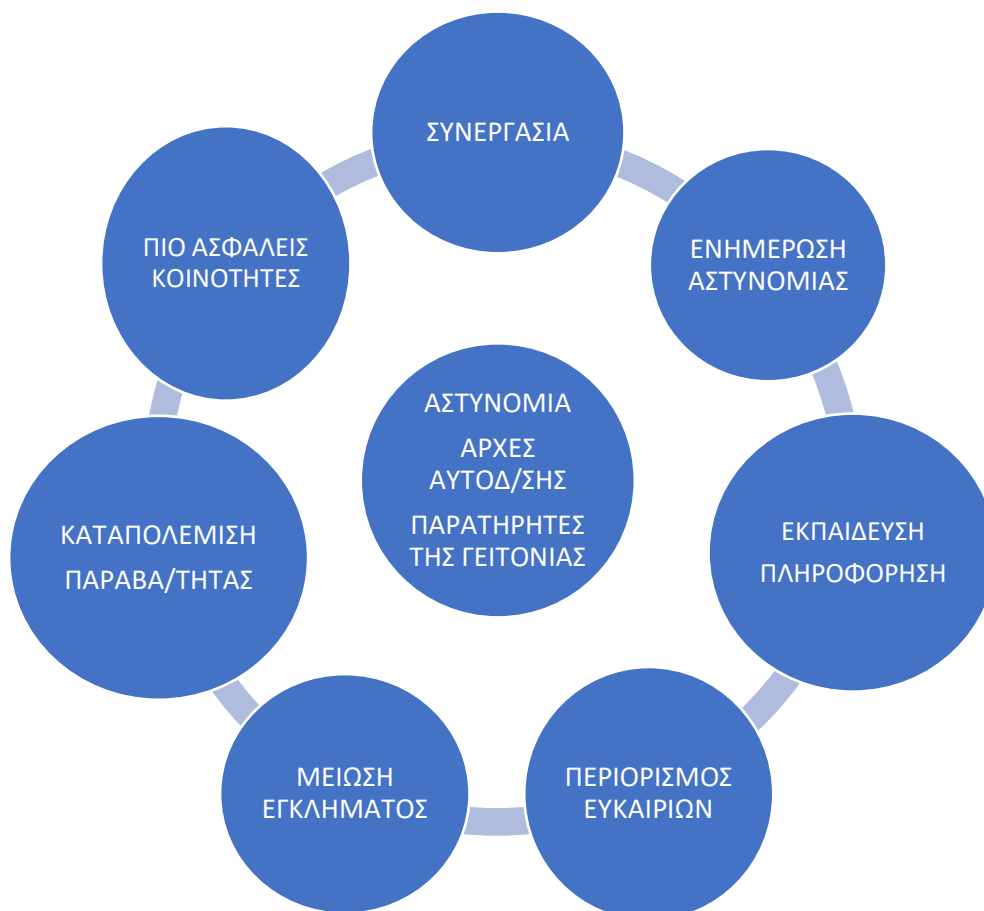 ΣΥΝΕΡΓΑΣΙΑ
ΕΝΗΜΕΡΩΣΗ
ΑΣΤΥΝΟΜΙΑΣ
ΕΚΠΑΙΔΕΥΣΗ
ΠΛΗΡΟΦΟΡΗΣΗ
ΠΕΡΙΟΡΙΣΜΟΣ
ΕΥΚΑΙΡΙΩΝ
ΜΕΙΩΣΗ
ΕΓΚΛΗΜΑΤΟΣ
ΚΑΤΑΠΟΛΕΜΙΣΗ
ΠΑΡΑΒΑ/ΤΗΤΑΣ
ΠΙΟ ΑΣΦΑΛΕΙΣ
ΚΟΙΝΟΤΗΤΕΣ
ΑΣΤΥΝΟΜΙΑ
ΑΡΧΕΣ
ΑΥΤΟΔ/ΣΗΣ
ΠΑΡΑΤΗΡΗΤΕΣ
ΤΗΣ ΓΕΙΤΟΝΙΑΣ